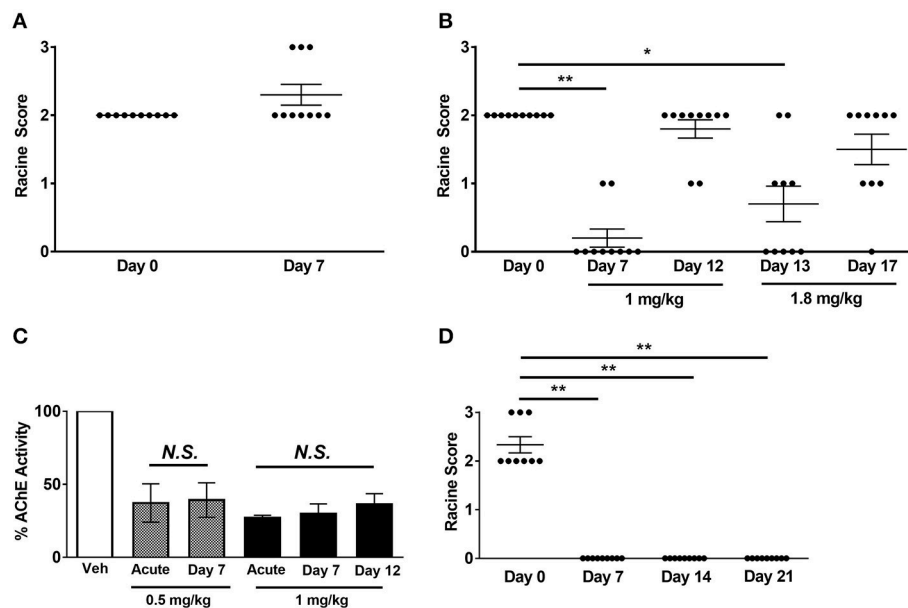 A
3
2
1
0
Racine Score
Day 0
Day 7
B
*
**
3
2
1
0
Racine Score
Day 0
Day 7
Day 12
Day 13
Day 17
1 mg/kg
1.8 mg/kg
C
100
50
0
% AChE Activity
N.S.
N.S.
Veh
Acute
Day 7
Acute
Day 7
Day 12
0.5 mg/kg
1 mg/kg
D
**
**
**
3
2
1
0
Racine Score
Day 0
Day 7
Day 14
Day 21